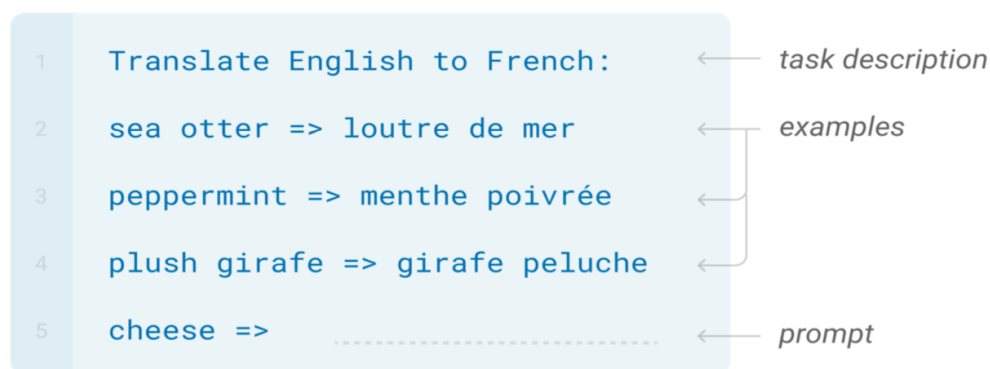 1 Translate English to French: task description
2 sea otter => loutre de mer examples
3 peppermint => menthe poivrée
4 plush girafe => girafe peluche
5 cheese => prompt